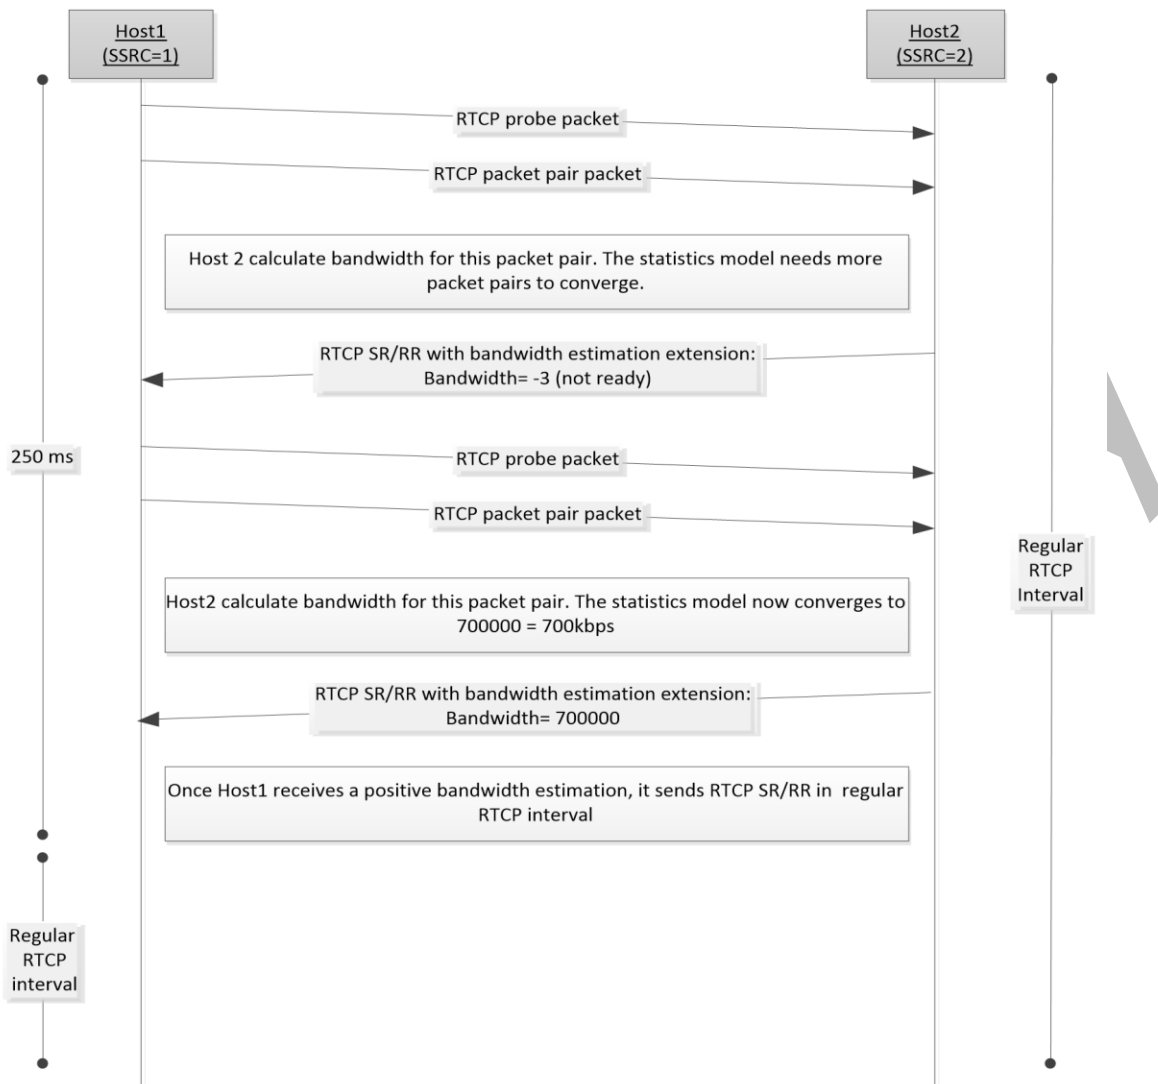 Host1
(SSRC=1)
Host2
(SSRC=2)
RTCP probe packet
RTCP packet pair packet
Host 2 calculate bandwidth for this packet pair. The statistics model needs more
packet pairs to converge.
RTCP SR/RR with bandwidth estimation extension:
Bandwidth= -3 (not ready)
250 ms
RTCP probe packet
RTCP packet pair packet
Regular
RTCP
Interval
Host2 calculate bandwidth for this packet pair. The statistics model now converges to
700000 = 700kbps
RTCP SR/RR with bandwidth estimation extension:
Bandwidth= 700000
Once Host1 receives a positive bandwidth estimation, it sends RTCP SR/RR in  regular
RTCP interval
Regular
RTCP
interval